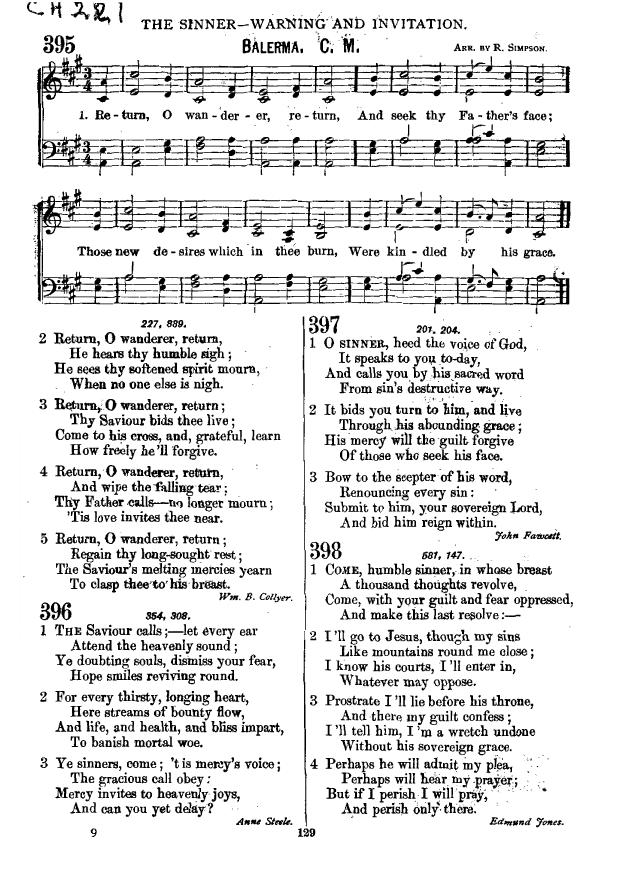 CH 221
THE SINNER—WARNING AND INVITATION.
395 BALERMA. C. M. ARR. BY R. SIMPSON.
1. Re - turn, O wan - der - er, re - turn, And seek thy Fa - ther's face;
Those new de - sires which in thee burn, Were kin - dled by his grace.
227, 889.
2 Return, O wanderer, return,
He hears thy humble sigh;
He sees thy softened spirit mourn,
When no one else is nigh.
3 Return, O wanderer, return;
Thy Saviour bids thee live;
Come to his cross, and, grateful, learn
How freely he'll forgive.
4 Return, O wanderer, return,
And wipe the falling tear;
Thy Father calls—no longer mourn;
'Tis love invites thee near.
5 Return, O wanderer, return;
Regain thy long-sought rest;
The Saviour's melting mercies yearn
To clasp thee to his breast.
Wm. B. Collyer.
396 354, 308.
1 THE Saviour calls;—let every ear
Attend the heavenly sound;
Ye doubting souls, dismiss your fear,
Hope smiles reviving round.
2 For every thirsty, longing heart,
Here streams of bounty flow,
And life, and health, and bliss impart,
To banish mortal woe.
3 Ye sinners, come; 't is mercy's voice;
The gracious call obey:
Mercy invites to heavenly joys,
And can you yet delay?
Anne Steele.
397 201, 204.
1 O SINNER, heed the voice of God,
It speaks to you to-day,
And calls you by his sacred word
From sin's destructive way.
2 It bids you turn to him, and live
Through his abounding grace;
His mercy will the guilt forgive
Of those who seek his face.
3 Bow to the scepter of his word,
Renouncing every sin:
Submit to him, your sovereign Lord,
And bid him reign within.
John Fawcett.
398 581, 147.
1 COME, humble sinner, in whose breast
A thousand thoughts revolve,
Come, with your guilt and fear oppressed,
And make this last resolve:—
2 I'll go to Jesus, though my sins
Like mountains round me close;
I know his courts, I'll enter in,
Whatever may oppose.
3 Prostrate I'll lie before his throne,
And there my guilt confess;
I'll tell him, I'm a wretch undone
Without his sovereign grace.
4 Perhaps he will admit my plea,
Perhaps will hear my prayer;
But if I perish I will pray,
And perish only there.
Edmund Jones.
9 129